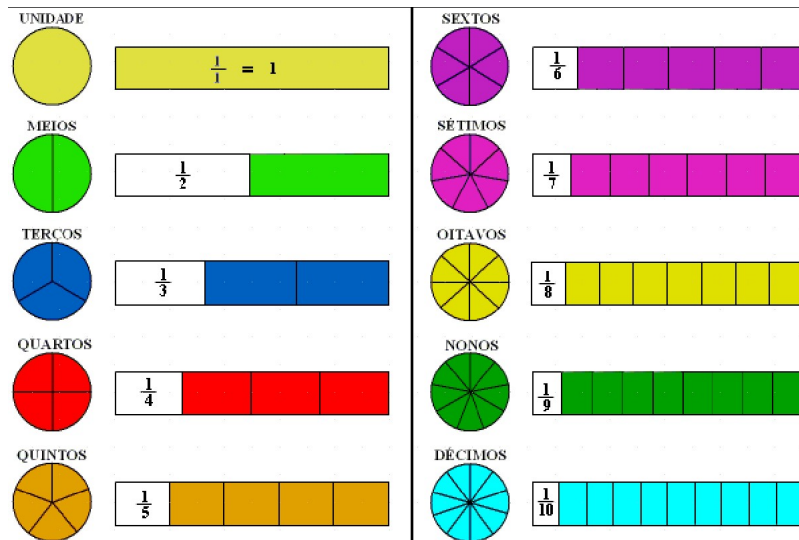 UNIDADE
1/1 = 1
MEIOS
1/2
TERÇOS
1/3
QUARTOS
1/4
QUINTOS
1/5
SEXTOS
1/6
SÉTIMOS
1/7
OITAVOS
1/8
NONOS
1/9
DÉCIMOS
1/10